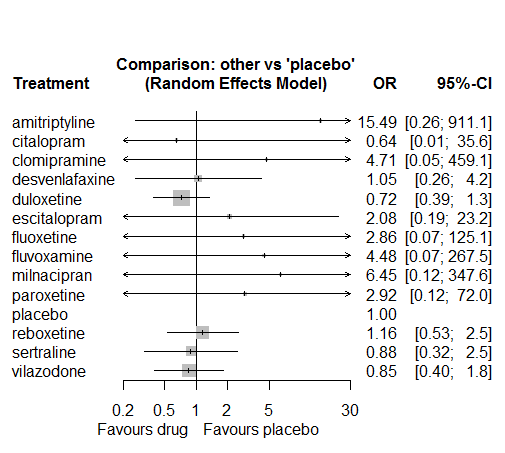 Comparison: other vs 'placebo'
Treatment (Random Effects Model) OR 95%-CI
amitriptyline 15.49 [0.26; 911.1]
citalopram 0.64 [0.01; 35.6]
clomipramine 4.71 [0.05; 459.1]
desvenlafaxine 1.05 [0.26; 4.2]
duloxetine 0.72 [0.39; 1.3]
escitalopram 2.08 [0.19; 23.2]
fluoxetine 2.86 [0.07; 125.1]
fluvoxamine 4.48 [0.07; 267.5]
milnacipran 6.45 [0.12; 347.6]
paroxetine 2.92 [0.12; 72.0]
placebo 1.00
reboxetine 1.16 [0.53; 2.5]
sertraline 0.88 [0.32; 2.5]
vilazodone 0.85 [0.40; 1.8]
0.2 0.5 1 2 5 30
Favours drug Favours placebo